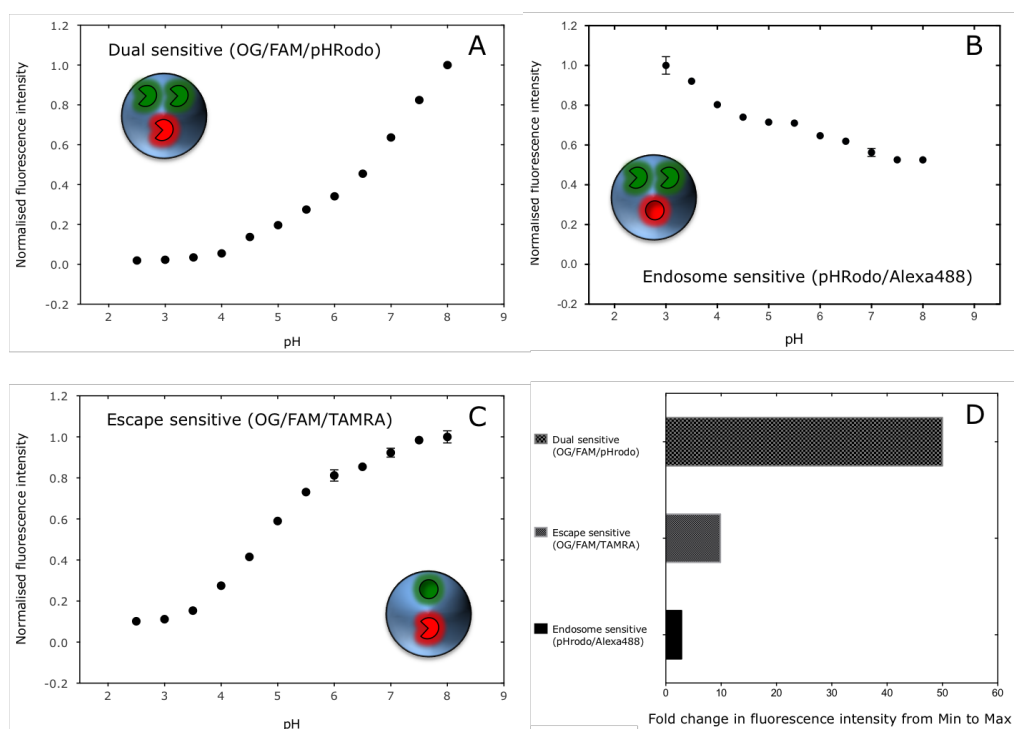 A
Dual sensitive (OG/FAM/pHRodo)
Normalised fluorescence intensity
1.2
1.0
0.8
0.6
0.4
0.2
0.0
-0.2
2 3 4 5 6 7 8 9
pH
B
Normalised fluorescence intensity
1.2
1.0
0.8
0.6
0.4
0.2
0.0
-0.2
Endosome sensitive (pHRodo/Alexa488)
2 3 4 5 6 7 8 9
pH
C
Escape sensitive (OG/FAM/TAMRA)
Normalised fluorescence intensity
1.2
1.0
0.8
0.6
0.4
0.2
0.0
-0.2
2 3 4 5 6 7 8 9
pH
D
Dual sensitive
(OG/FAM/pHrodo)
Escape sensitive
(OG/FAM/TAMRA)
Endosome sensitive
(pHrodo/Alexa488)
0 10 20 30 40 50 60
Fold change in fluorescence intensity from Min to Max